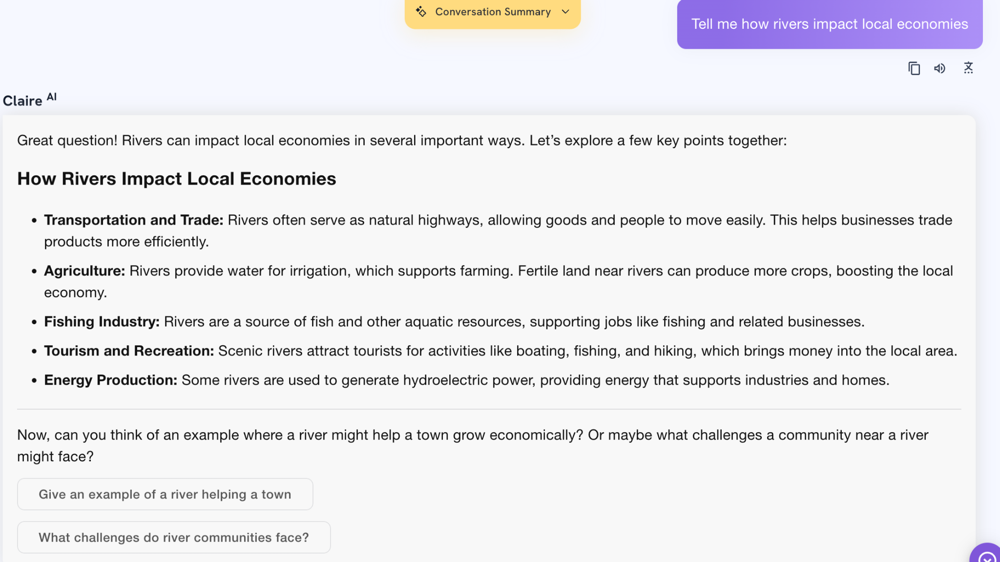 Conversation Summary
Tell me how rivers impact local economies
Claire AI
Great question! Rivers can impact local economies in several important ways. Let’s explore a few key points together:
How Rivers Impact Local Economies
• Transportation and Trade: Rivers often serve as natural highways, allowing goods and people to move easily. This helps businesses trade
products more efficiently.
• Agriculture: Rivers provide water for irrigation, which supports farming. Fertile land near rivers can produce more crops, boosting the local
economy.
• Fishing Industry: Rivers are a source of fish and other aquatic resources, supporting jobs like fishing and related businesses.
• Tourism and Recreation: Scenic rivers attract tourists for activities like boating, fishing, and hiking, which brings money into the local area.
• Energy Production: Some rivers are used to generate hydroelectric power, providing energy that supports industries and homes.
Now, can you think of an example where a river might help a town grow economically? Or maybe what challenges a community near a river
might face?
Give an example of a river helping a town
What challenges do river communities face?